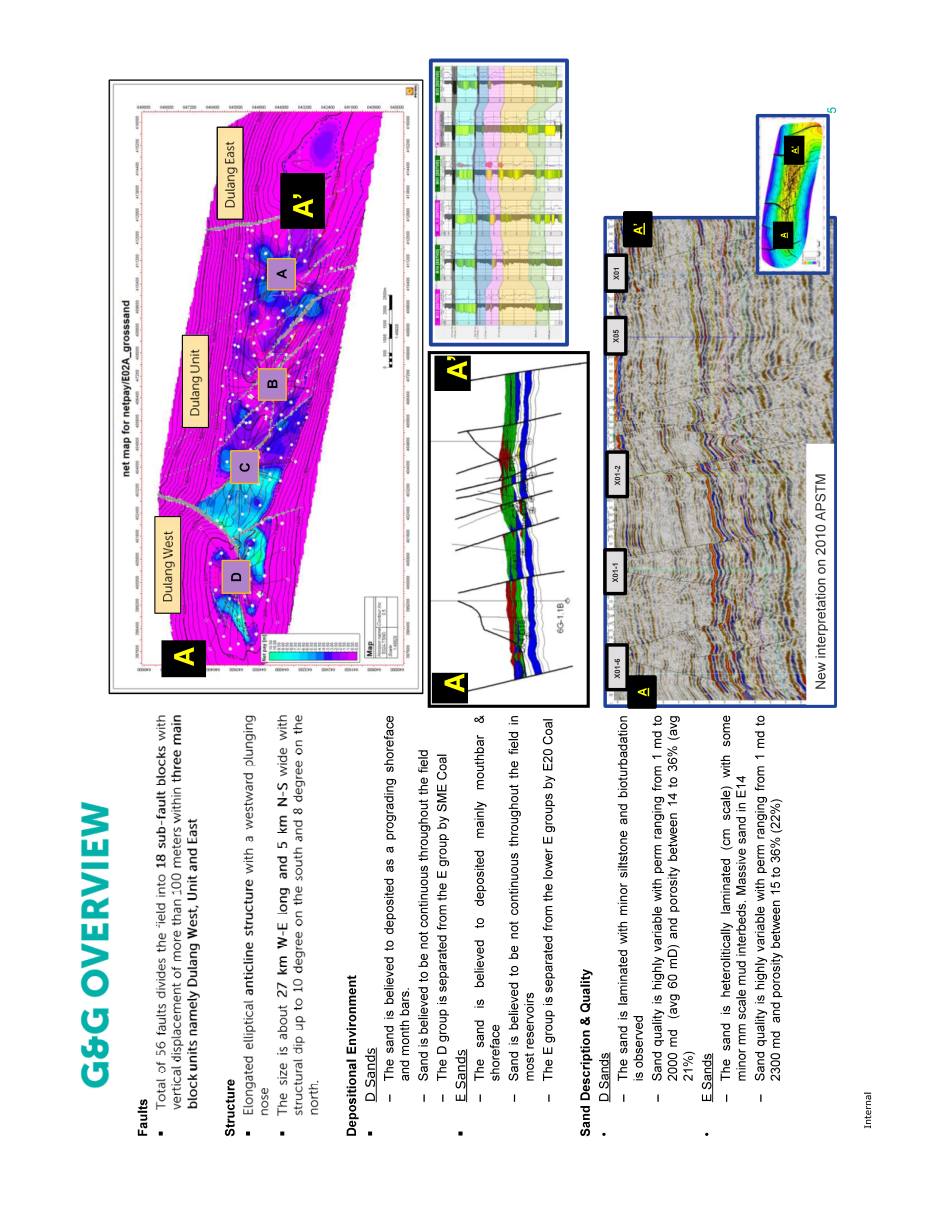 G&G OVERVIEW
Faults
▪ Total of 56 faults divides the field into 18 sub-fault blocks with
vertical displacement of more than 100 meters within three main
block units namely Dulang West, Unit and East
Structure
▪ Elongated elliptical anticline structure with a westward plunging
nose
▪ The size is about 27 km W-E long and 5 km N-S wide with
structural dip up to 10 degree on the south and 8 degree on the
north.
Depositional Environment
▪ D Sands
– The sand is believed to deposited as a prograding shoreface
and month bars.
– Sand is believed to be not continuous throughout the field
– The D group is separated from the E group by SME Coal
▪ E Sands
– The sand is believed to deposited mainly mouthbar &
shoreface
– Sand is believed to be not continuous throughout the field in
most reservoirs
– The E group is separated from the lower E groups by E20 Coal
Sand Description & Quality
• D Sands
– The sand is laminated with minor siltstone and bioturbadation
is observed
– Sand quality is highly variable with perm ranging from 1 md to
2000 md (avg 60 mD) and porosity between 14 to 36% (avg
21%)
• E Sands
– The sand is heterolitically laminated (cm scale) with some
minor mm scale mud interbeds. Massive sand in E14
– Sand quality is highly variable with perm ranging from 1 md to
2300 md and porosity between 15 to 36% (22%)
net map for netpay/E02A_grosssand
Dulang West
Dulang Unit
Dulang East
A
D
C
B
A
A'
Map
A
A'
6G-1.1B
X01-6
X01-1
X01-2
X05
X01
A
A'
New Interpretation on 2010 APSTM
A
A'
5
Internal